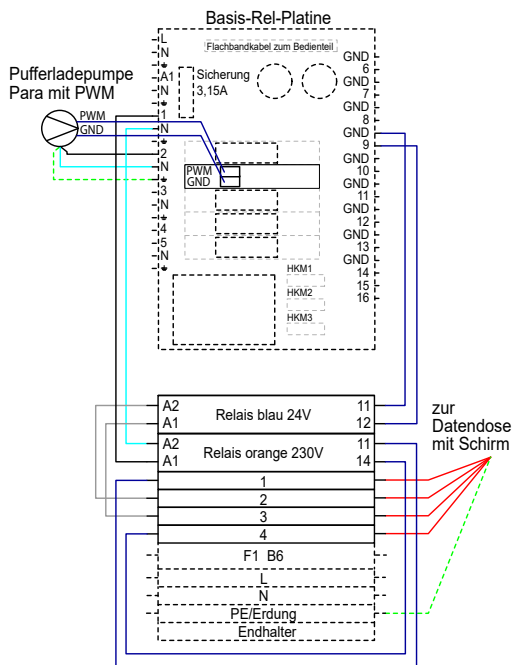 Basis-Rel-Platine
L
N
A1
N
1
N
2
N
3
N
4
5
N
Flachbandkabel zum Bedienteil
Sicherung
3,15A
GND
6
GND
7
GND
8
GND
9
GND
10
GND
11
GND
12
GND
13
GND
14
15
16
Pufferladepumpe
Para mit PWM
PWM
GND
PWM
GND
HKM1
HKM2
HKM3
A2
A1
Relais blau 24V
11
12
A2
A1
Relais orange 230V
11
14
1
2
3
4
F1 B6
L
N
PE/Erdung
Endhalter
zur
Datendose
mit Schirm